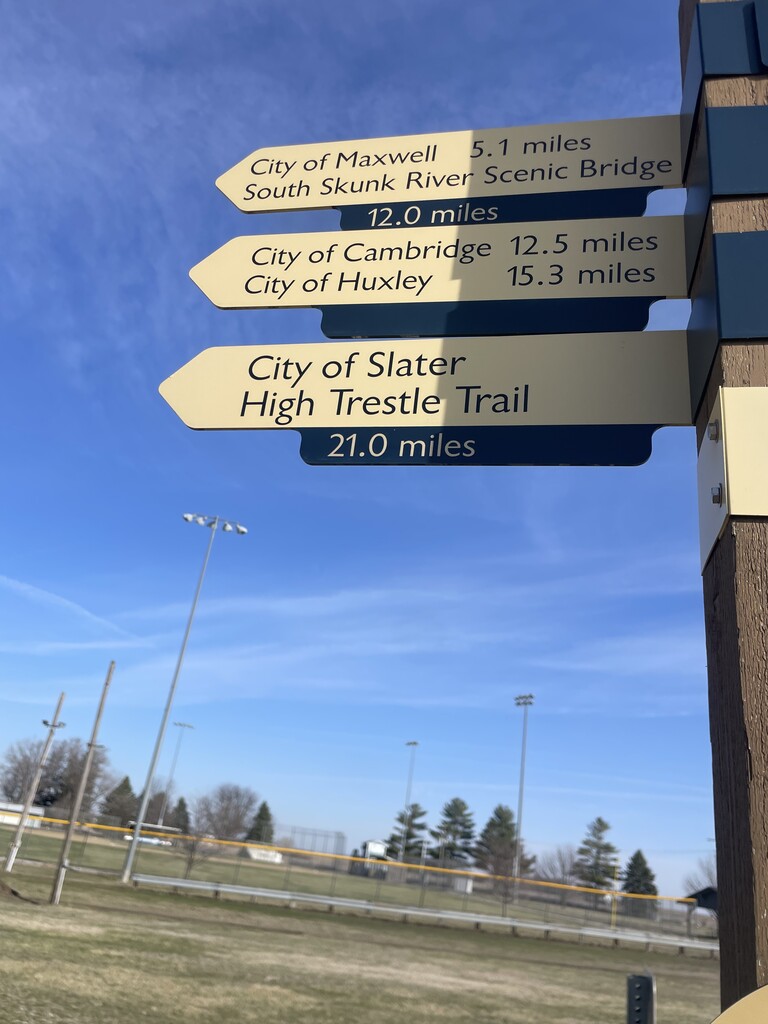 City of Maxwell 5.1 miles
South Skunk River Scenic Bridge
12.0 miles
City of Cambridge 12.5 miles
City of Huxley 15.3 miles
City of Slater
High Trestle Trail
21.0 miles